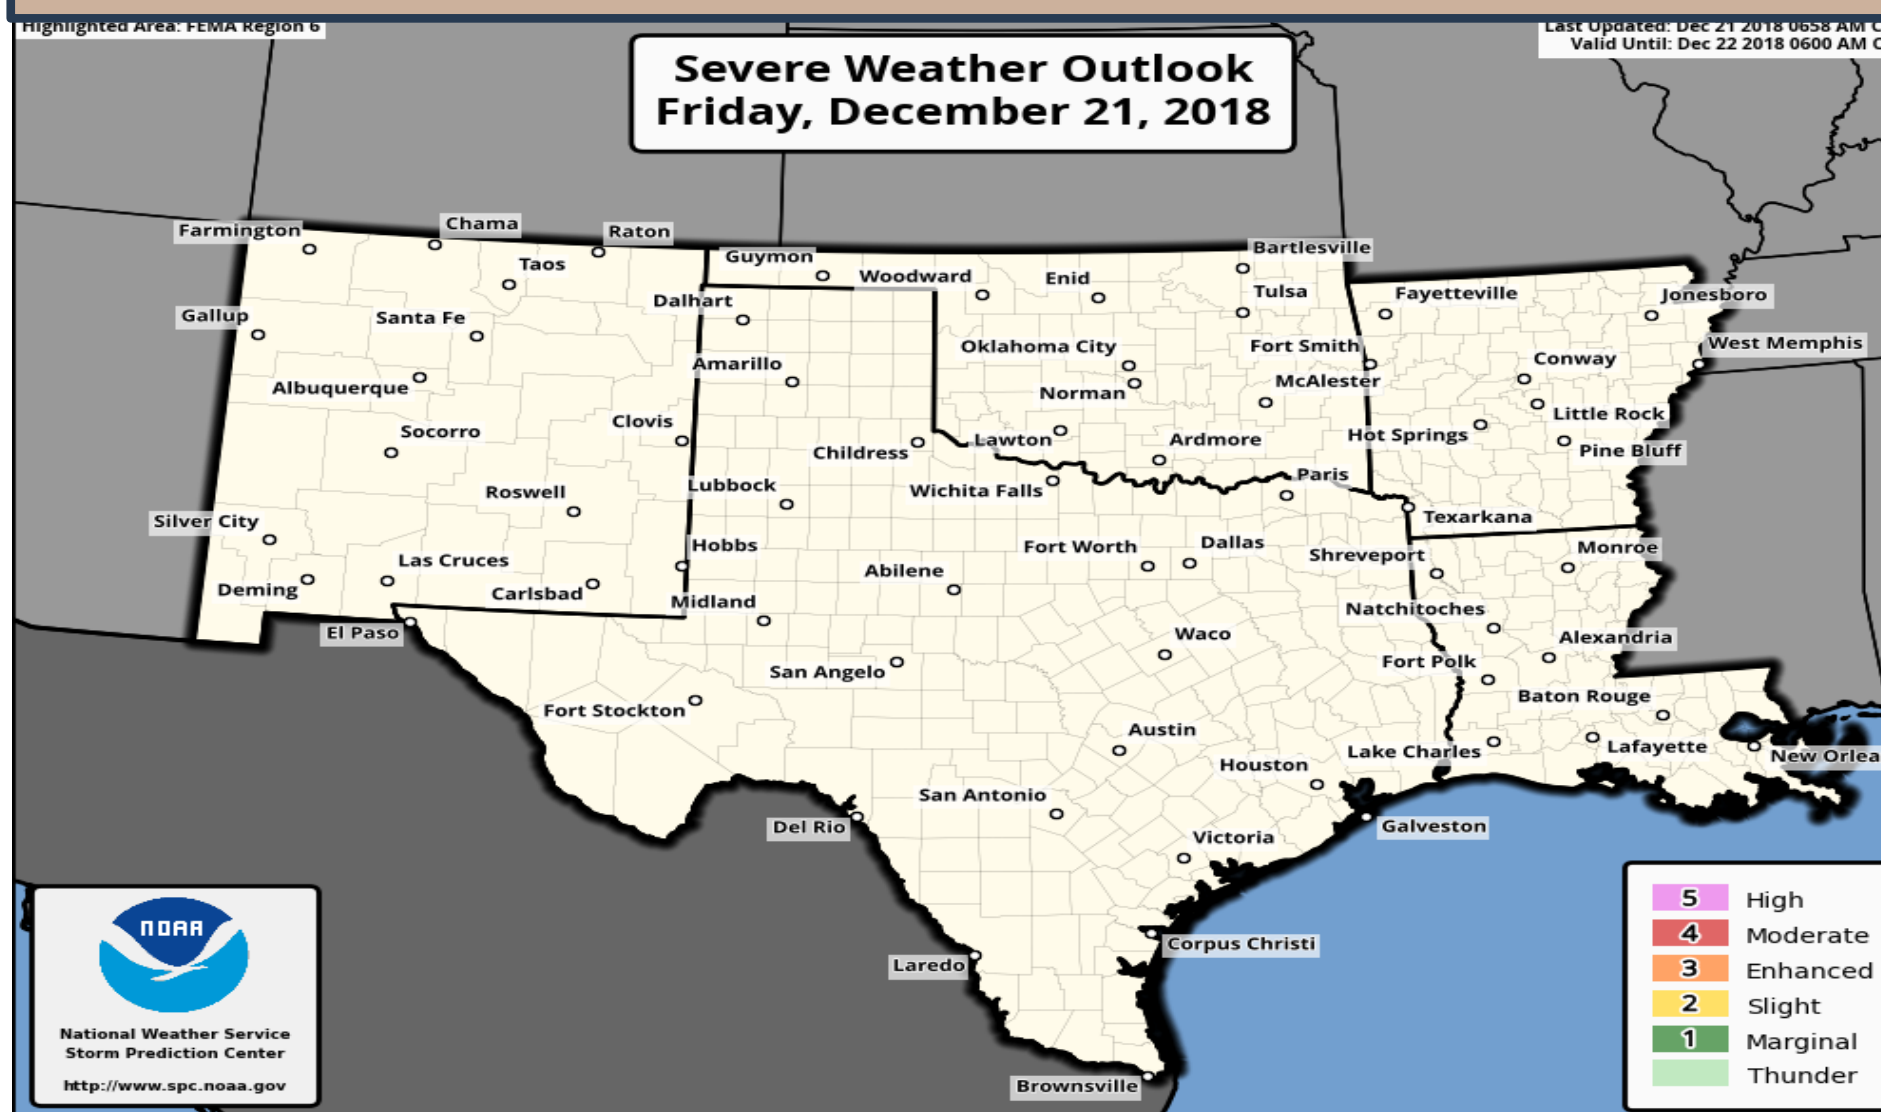 Highlighted Area: FEMA Region 6
Last Updated: Dec 21 2018 0658 AM C
Valid Until: Dec 22 2018 0600 AM C
Severe Weather Outlook
Friday, December 21, 2018
Farmington
Chama
Raton
Taos
Guymon
Woodward
Enid
Bartlesville
Tulsa
Fayetteville
Jonesboro
Gallup
Santa Fe
Dalhart
Oklahoma City
Fort Smith
West Memphis
Amarillo
Conway
Albuquerque
Norman
McAlester
Little Rock
Socorro
Clovis
Childress
Lawton
Ardmore
Hot Springs
Pine Bluff
Roswell
Lubbock
Wichita Falls
Paris
Silver City
Texarkana
Hobbs
Fort Worth
Dallas
Shreveport
Monroe
Las Cruces
Abilene
Deming
Carlsbad
Midland
Natchitoches
El Paso
Waco
Alexandria
San Angelo
Fort Polk
Fort Stockton
Baton Rouge
Austin
Lake Charles
Lafayette
New Orlea
Houston
San Antonio
Del Rio
Victoria
Galveston
Corpus Christi
Laredo
Brownsville
NOAA
National Weather Service
Storm Prediction Center
http://www.spc.noaa.gov
5 High
4 Moderate
3 Enhanced
2 Slight
1 Marginal
Thunder